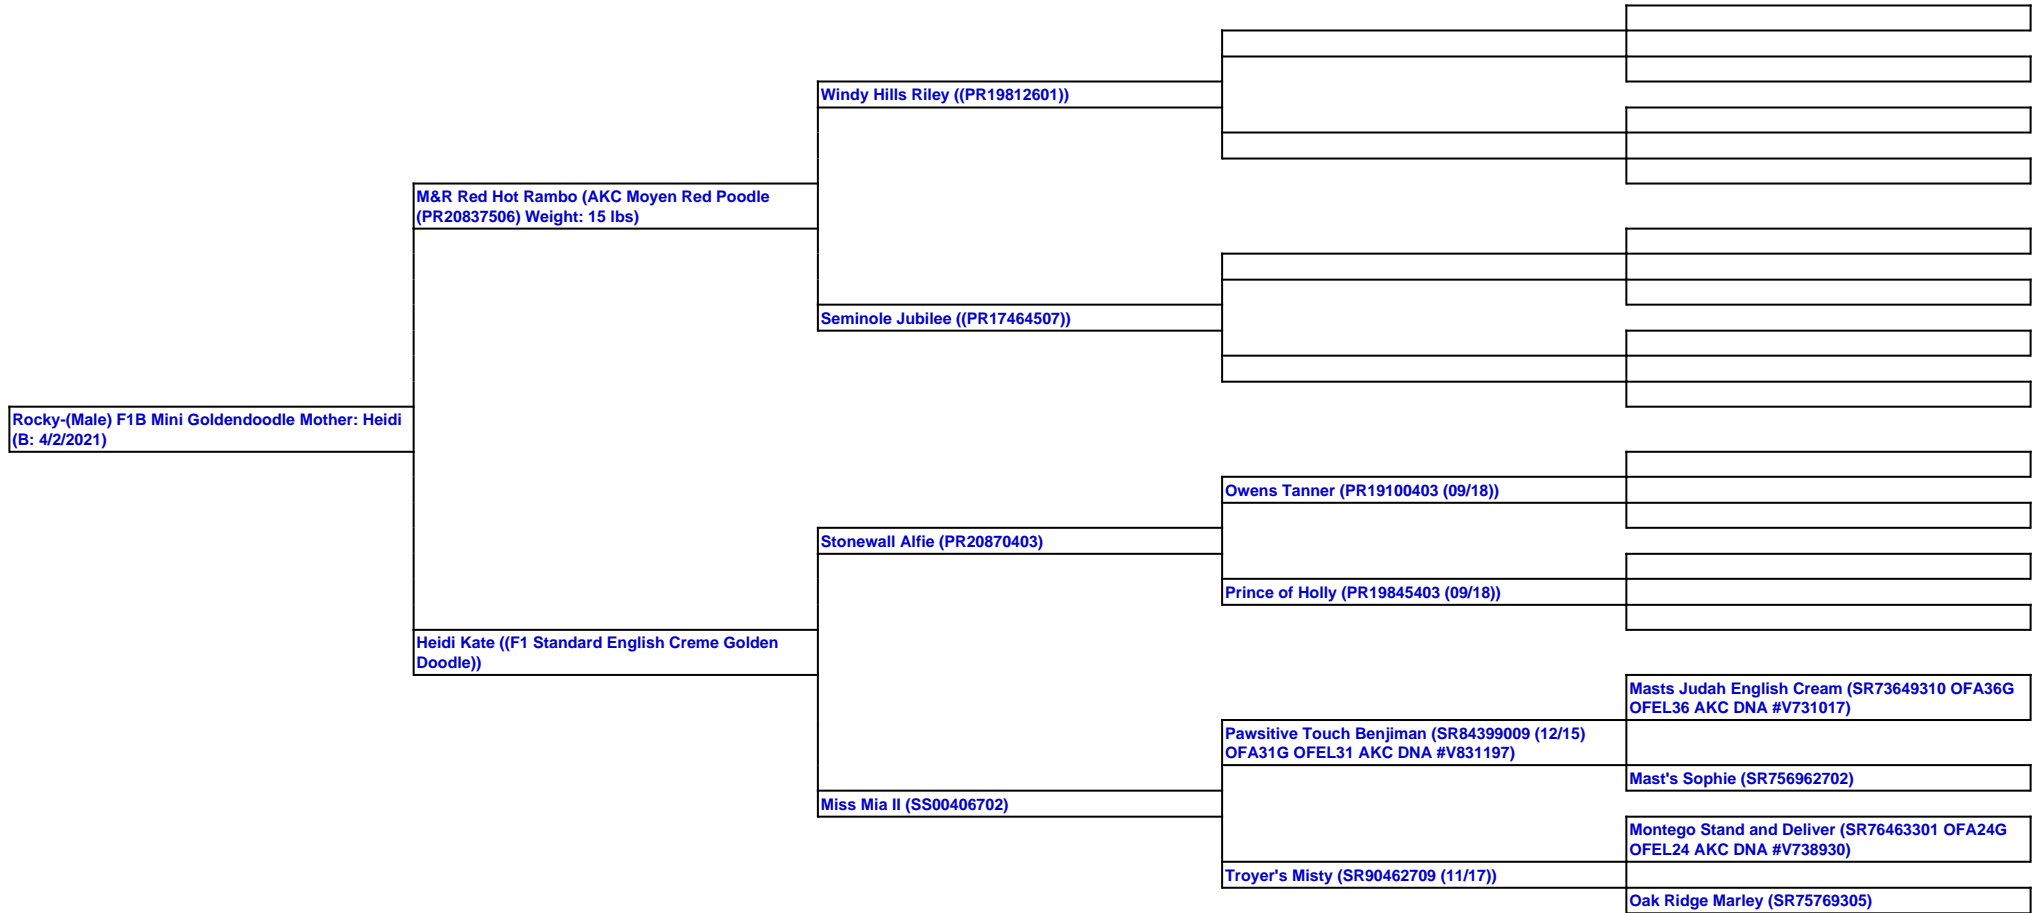 Windy Hills Riley ((PR19812601))
M&R Red Hot Rambo (AKC Moyen Red Poodle
(PR20837506) Weight: 15 lbs)
Seminole Jubilee ((PR17464507))
Rocky-(Male) F1B Mini Goldendoodle Mother: Heidi
(B: 4/2/2021)
Owens Tanner (PR19100403 (09/18))
Stonewall Alfie (PR20870403)
Prince of Holly (PR19845403 (09/18))
Heidi Kate ((F1 Standard English Creme Golden
Doodle))
Masts Judah English Cream (SR73649310 OFA36G
OFEL36 AKC DNA #V731017)
Pawsitive Touch Benjiman (SR84399009 (12/15)
OFA31G OFEL31 AKC DNA #V831197)
Mast's Sophie (SR756962702)
Miss Mia II (SS00406702)
Montego Stand and Deliver (SR76463301 OFA24G
OFEL24 AKC DNA #V738930)
Troyer's Misty (SR90462709 (11/17))
Oak Ridge Marley (SR75769305)